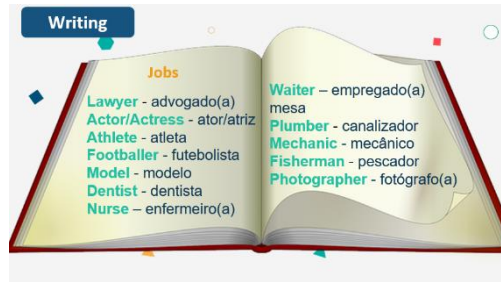 Writing
Jobs
Lawyer - advogado(a)
Actor/Actress - ator/atriz
Athlete - atleta
Footballer - futebolista
Model - modelo
Dentist - dentista
Nurse – enfermeiro(a)
Waiter – empregado(a)
mesa
Plumber - canalizador
Mechanic - mecânico
Fisherman - pescador
Photographer - fotógrafo(a)